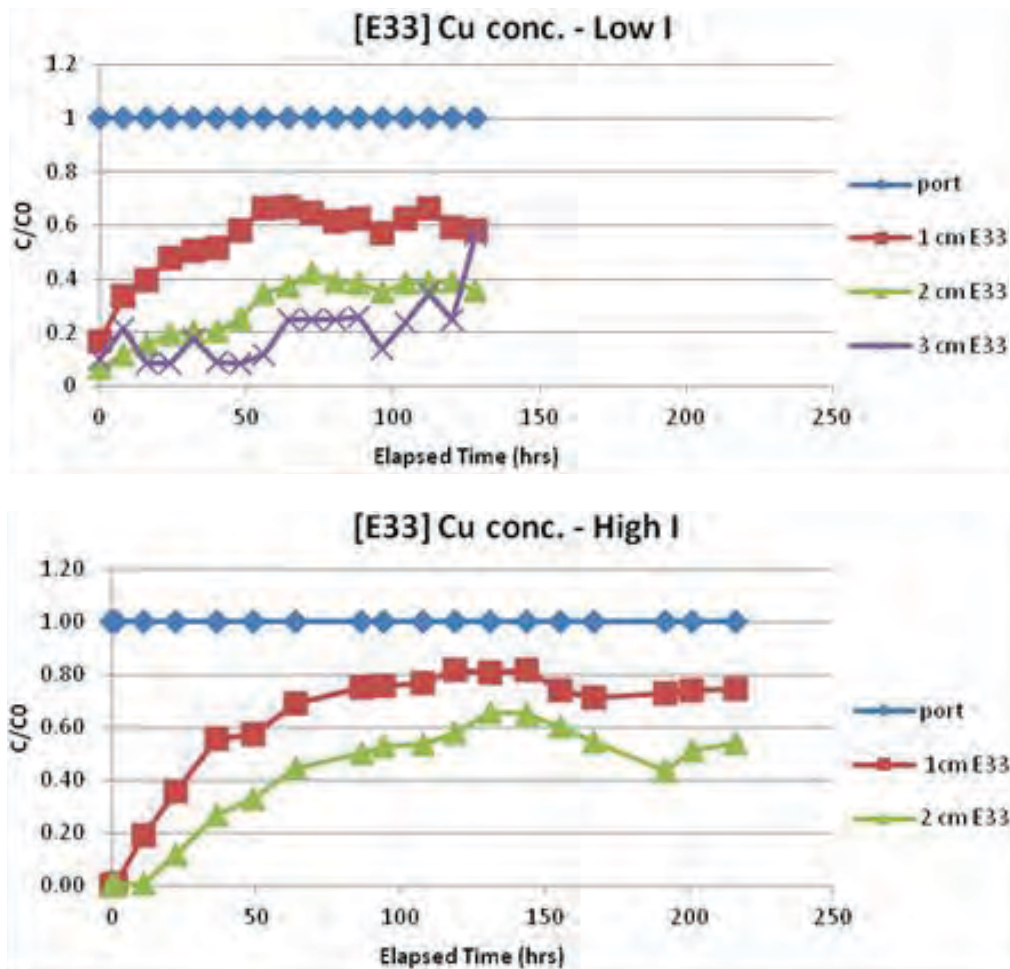 [E33] Cu conc. - Low I
1.2
1
0.8
0.6
0.4
0.2
0
C/C0
0 50 100 150 200 250
Elapsed Time (hrs)
port
1 cm E33
2 cm E33
3 cm E33
[E33] Cu conc. - High I
1.20
1.00
0.80
0.60
0.40
0.20
0.00
C/C0
0 50 100 150 200 250
Elapsed Time (hrs)
port
1cm E33
2 cm E33